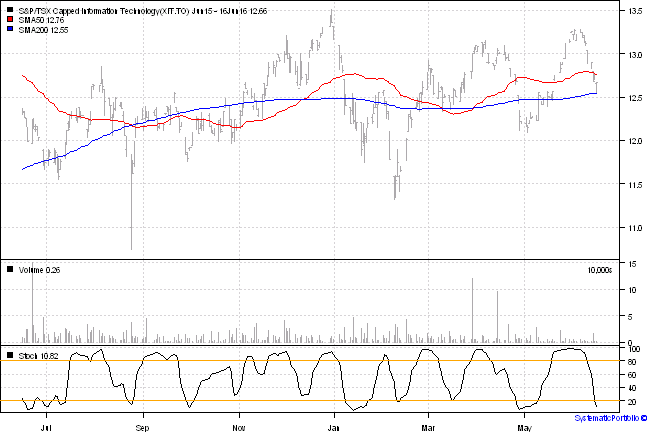 S&P/TSX Capped Information Technology(XIT.TO) Jun15 - 16Jun16 12.66
SMA50 12.76
SMA200 12.55
13.5
13.0
12.5
12.0
11.5
11.0
Volume 0.26
10,000s
15
10
5
0
Stoch 10.82
100
80
60
40
20
Jul
Sep
Nov
Jan
Mar
May
SystematicPortfolio ©